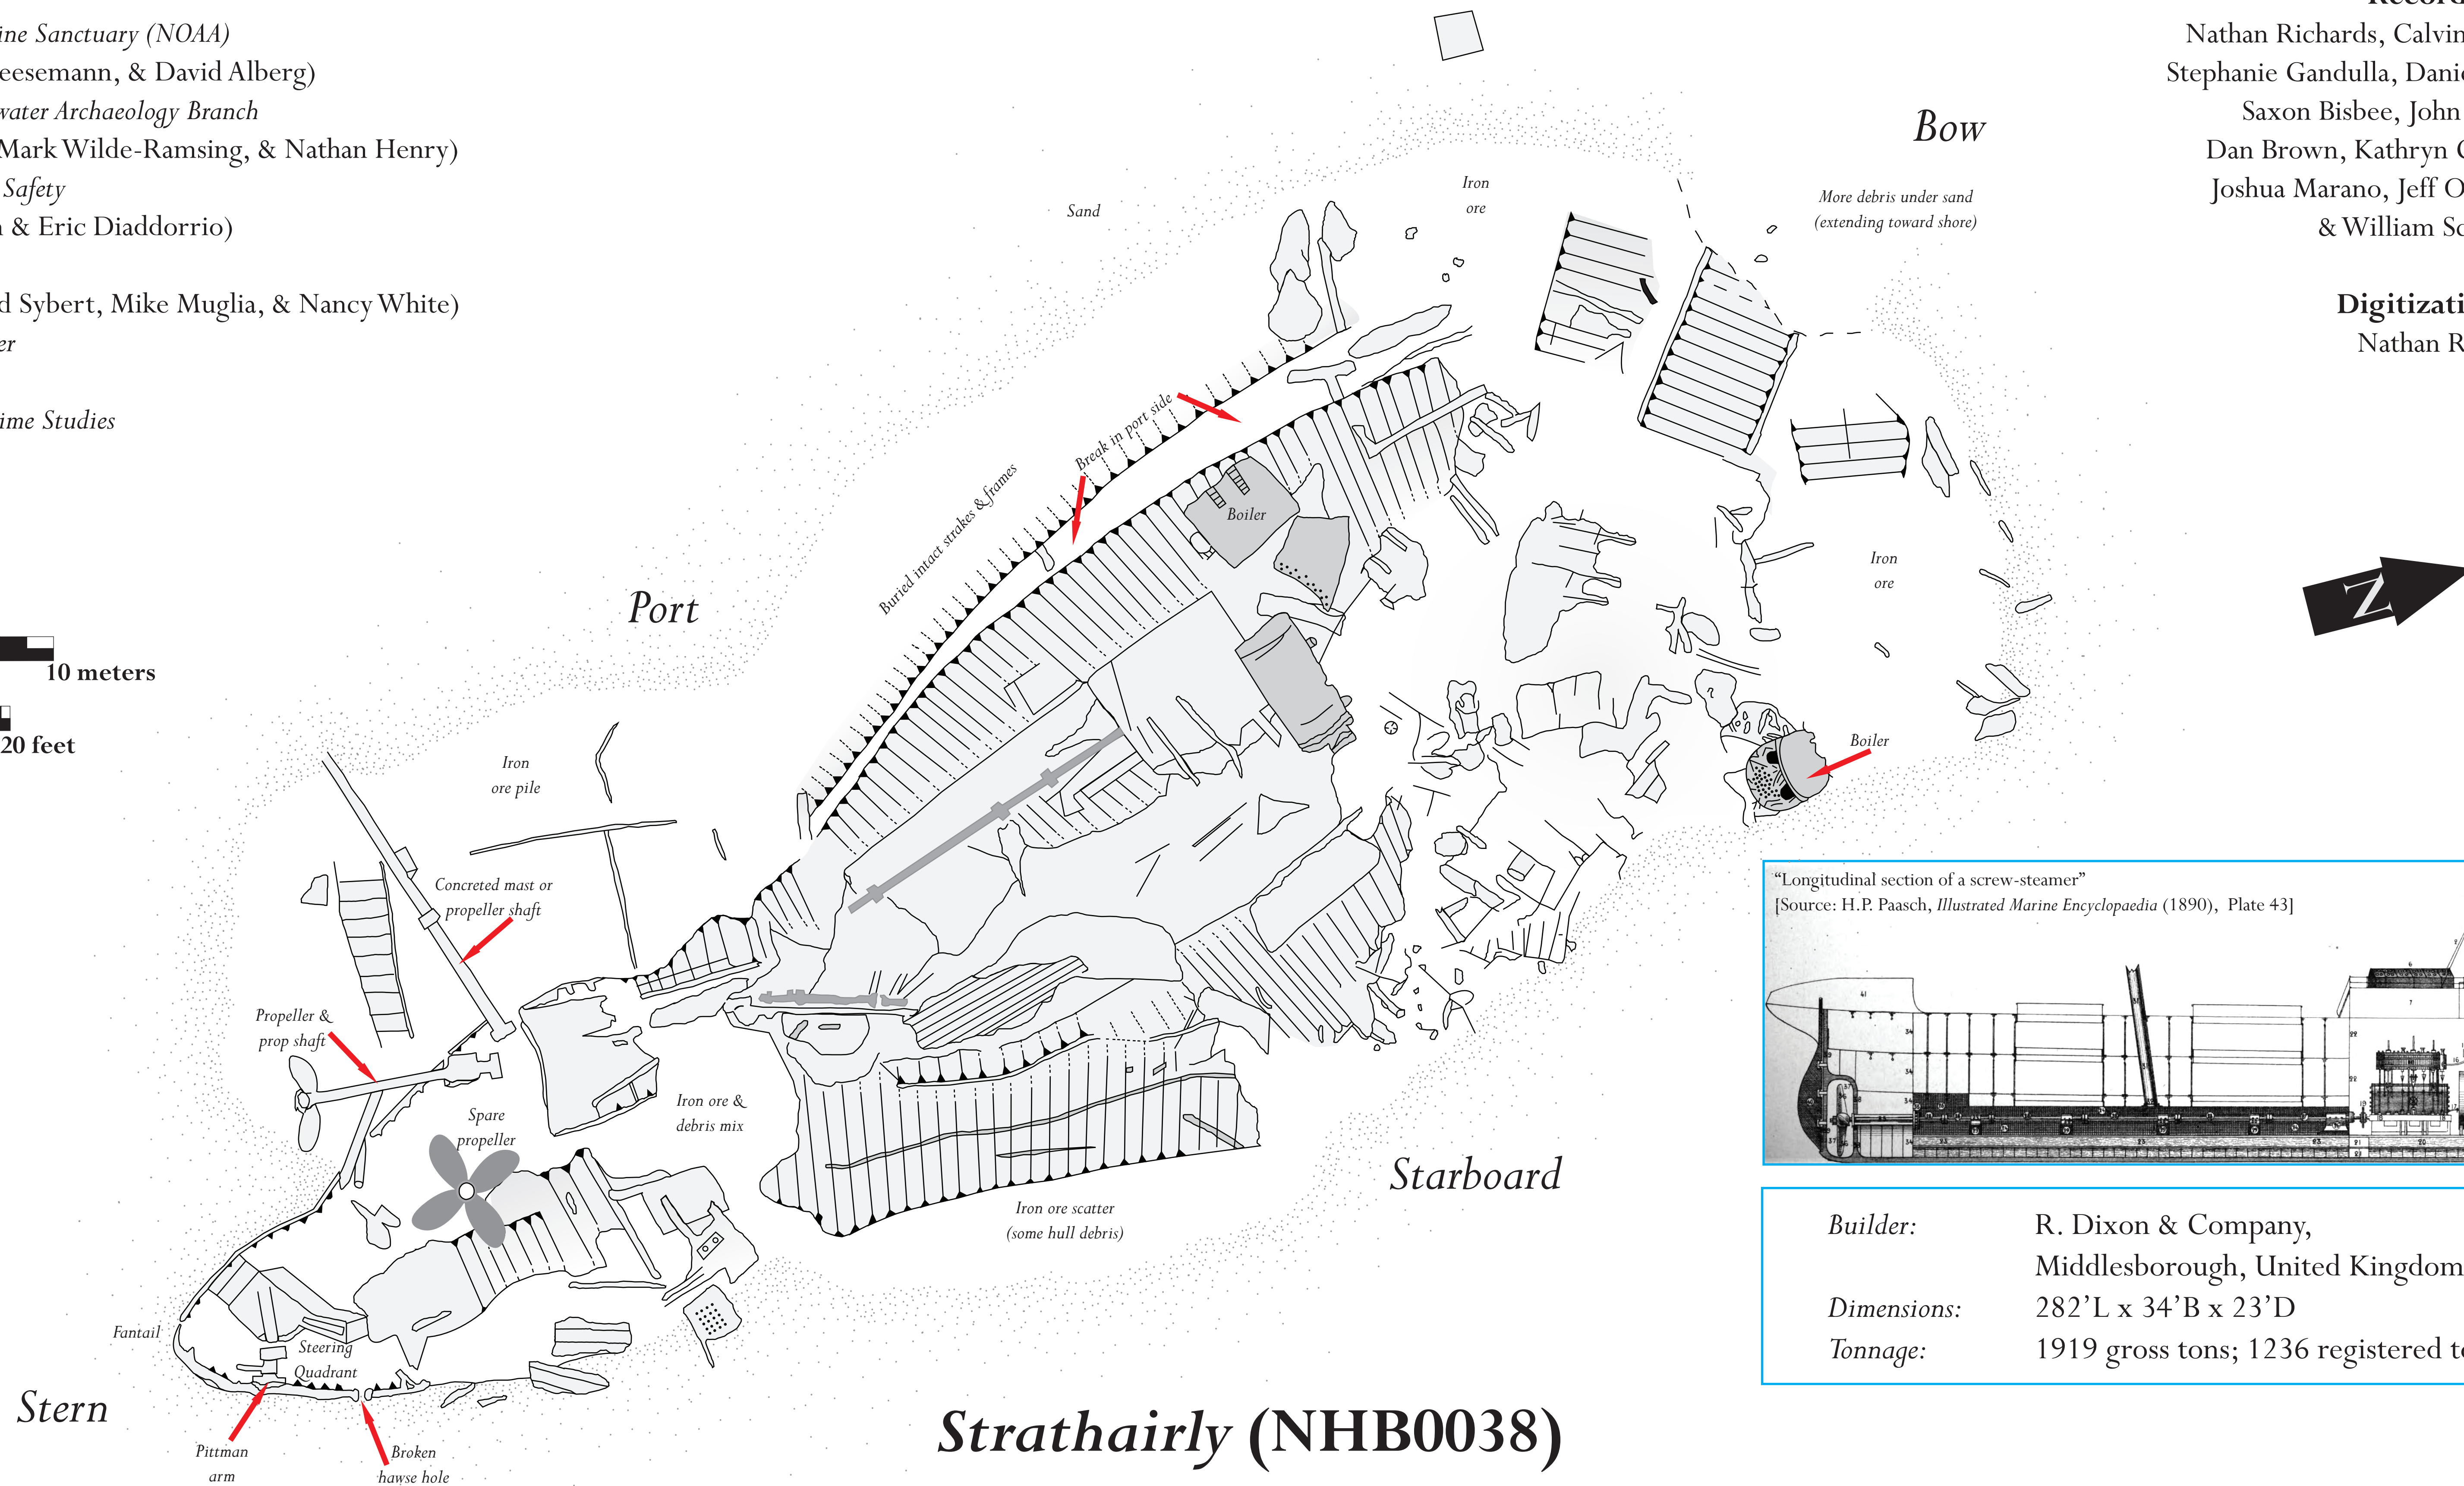 ine Sanctuary (NOAA)
eesemann, & David Alberg)
water Archaeology Branch
Mark Wilde-Ramsing, & Nathan Henry)
Safety
& Eric Diaddorrio)
d Sybert, Mike Muglia, & Nancy White)
er
ime Studies
Nathan Richards, Calvin
Stephanie Gandulla, Danie
Saxon Bisbee, John
Dan Brown, Kathryn
Joshua Marano, Jeff O
& William Sc
Digitizati
Nathan R
Bow
More debris under sand
(extending toward shore)
Sand
Iron
ore
Break in port side
Buried intact strakes & frames
Boiler
Iron
ore
N
Port
10 meters
20 feet
Iron
ore pile
Boiler
Concreted mast or
propeller shaft
Propeller &
prop shaft
Spare
propeller
Iron ore &
debris mix
Iron ore scatter
(some hull debris)
Starboard
Fantail
Steering
Quadrant
Stern
Pittman
arm
Broken
hawse hole
Strathairly (NHB0038)
“Longitudinal section of a screw-steamer”
[Source: H.P. Paasch, Illustrated Marine Encyclopaedia (1890), Plate 43]
Builder: R. Dixon & Company,
Middlesborough, United Kingdom
Dimensions: 282’L x 34’B x 23’D
Tonnage: 1919 gross tons; 1236 registered t